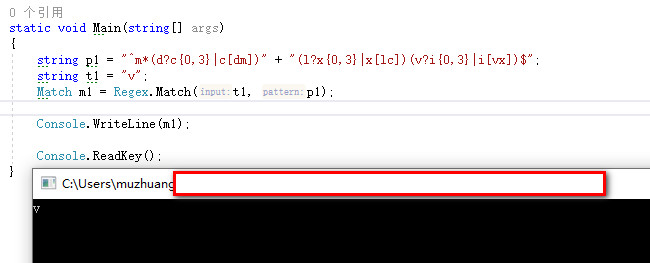 0 个引用
static void Main(string[] args)
{
string p1 = "^m*(d?c{0,3}|c[dm])" + "(l?x{0,3}|x[lc])(v?i{0,3}|i[vx])$";
string t1 = "v";
Match m1 = Regex.Match(input:t1, pattern:p1);
Console.WriteLine(m1);
Console.ReadKey();
}
C:\Users\muzhuang
v